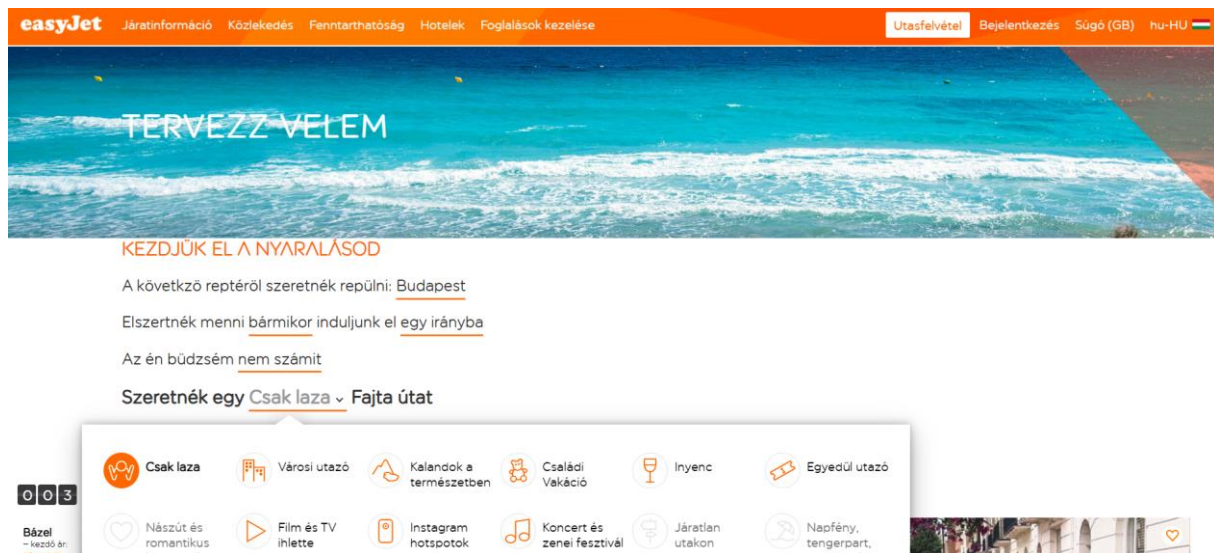 easyJet Járatinformáció Közlekedés Fenntarthatóság Hotelek Foglalások kezelése Utasfelvétel Bejelentkezés Súgó (GB) hu-HU
TERVEZZ VELEM
KEZDJÜK EL A NYARALÁSOD
A követkző reptéröl szeretnék repülni: Budapest
Elszertnék menni bármikor induljunk el egy irányba
Az én büdzsém nem számit
Szeretnék egy Csak laza Fajta útat
Csak laza
Városi utazó
Kalandok a
természetben
Családi
Vakáció
Inyenc
Egyedül utazó
003
Bázel
– kezdó ár:
Nászút és
romantikus
Film és TV
ihlette
Instagram
hotspotok
Koncert és
zenei fesztivál
Járatlan
utakon
Napfény,
tengerpart,